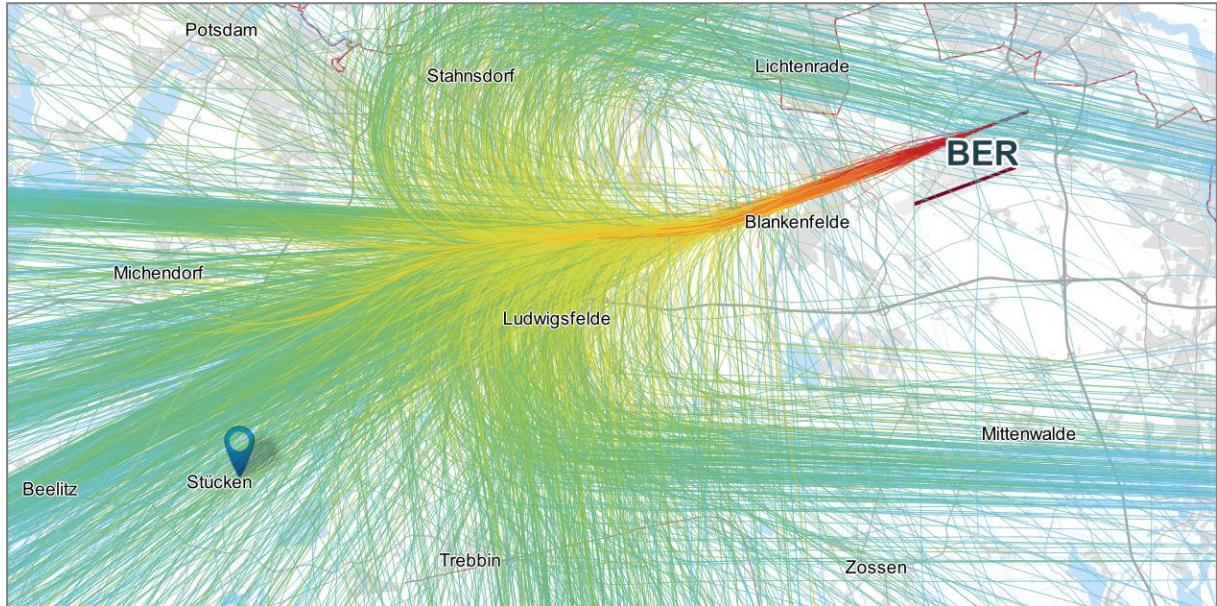 Potsdam
Stahnsdorf
Lichtenrade
BER
Blankenfelde
Michendorf
Ludwigsfelde
Mittenwalde
Stücken
Beelitz
Trebbin
Zossen